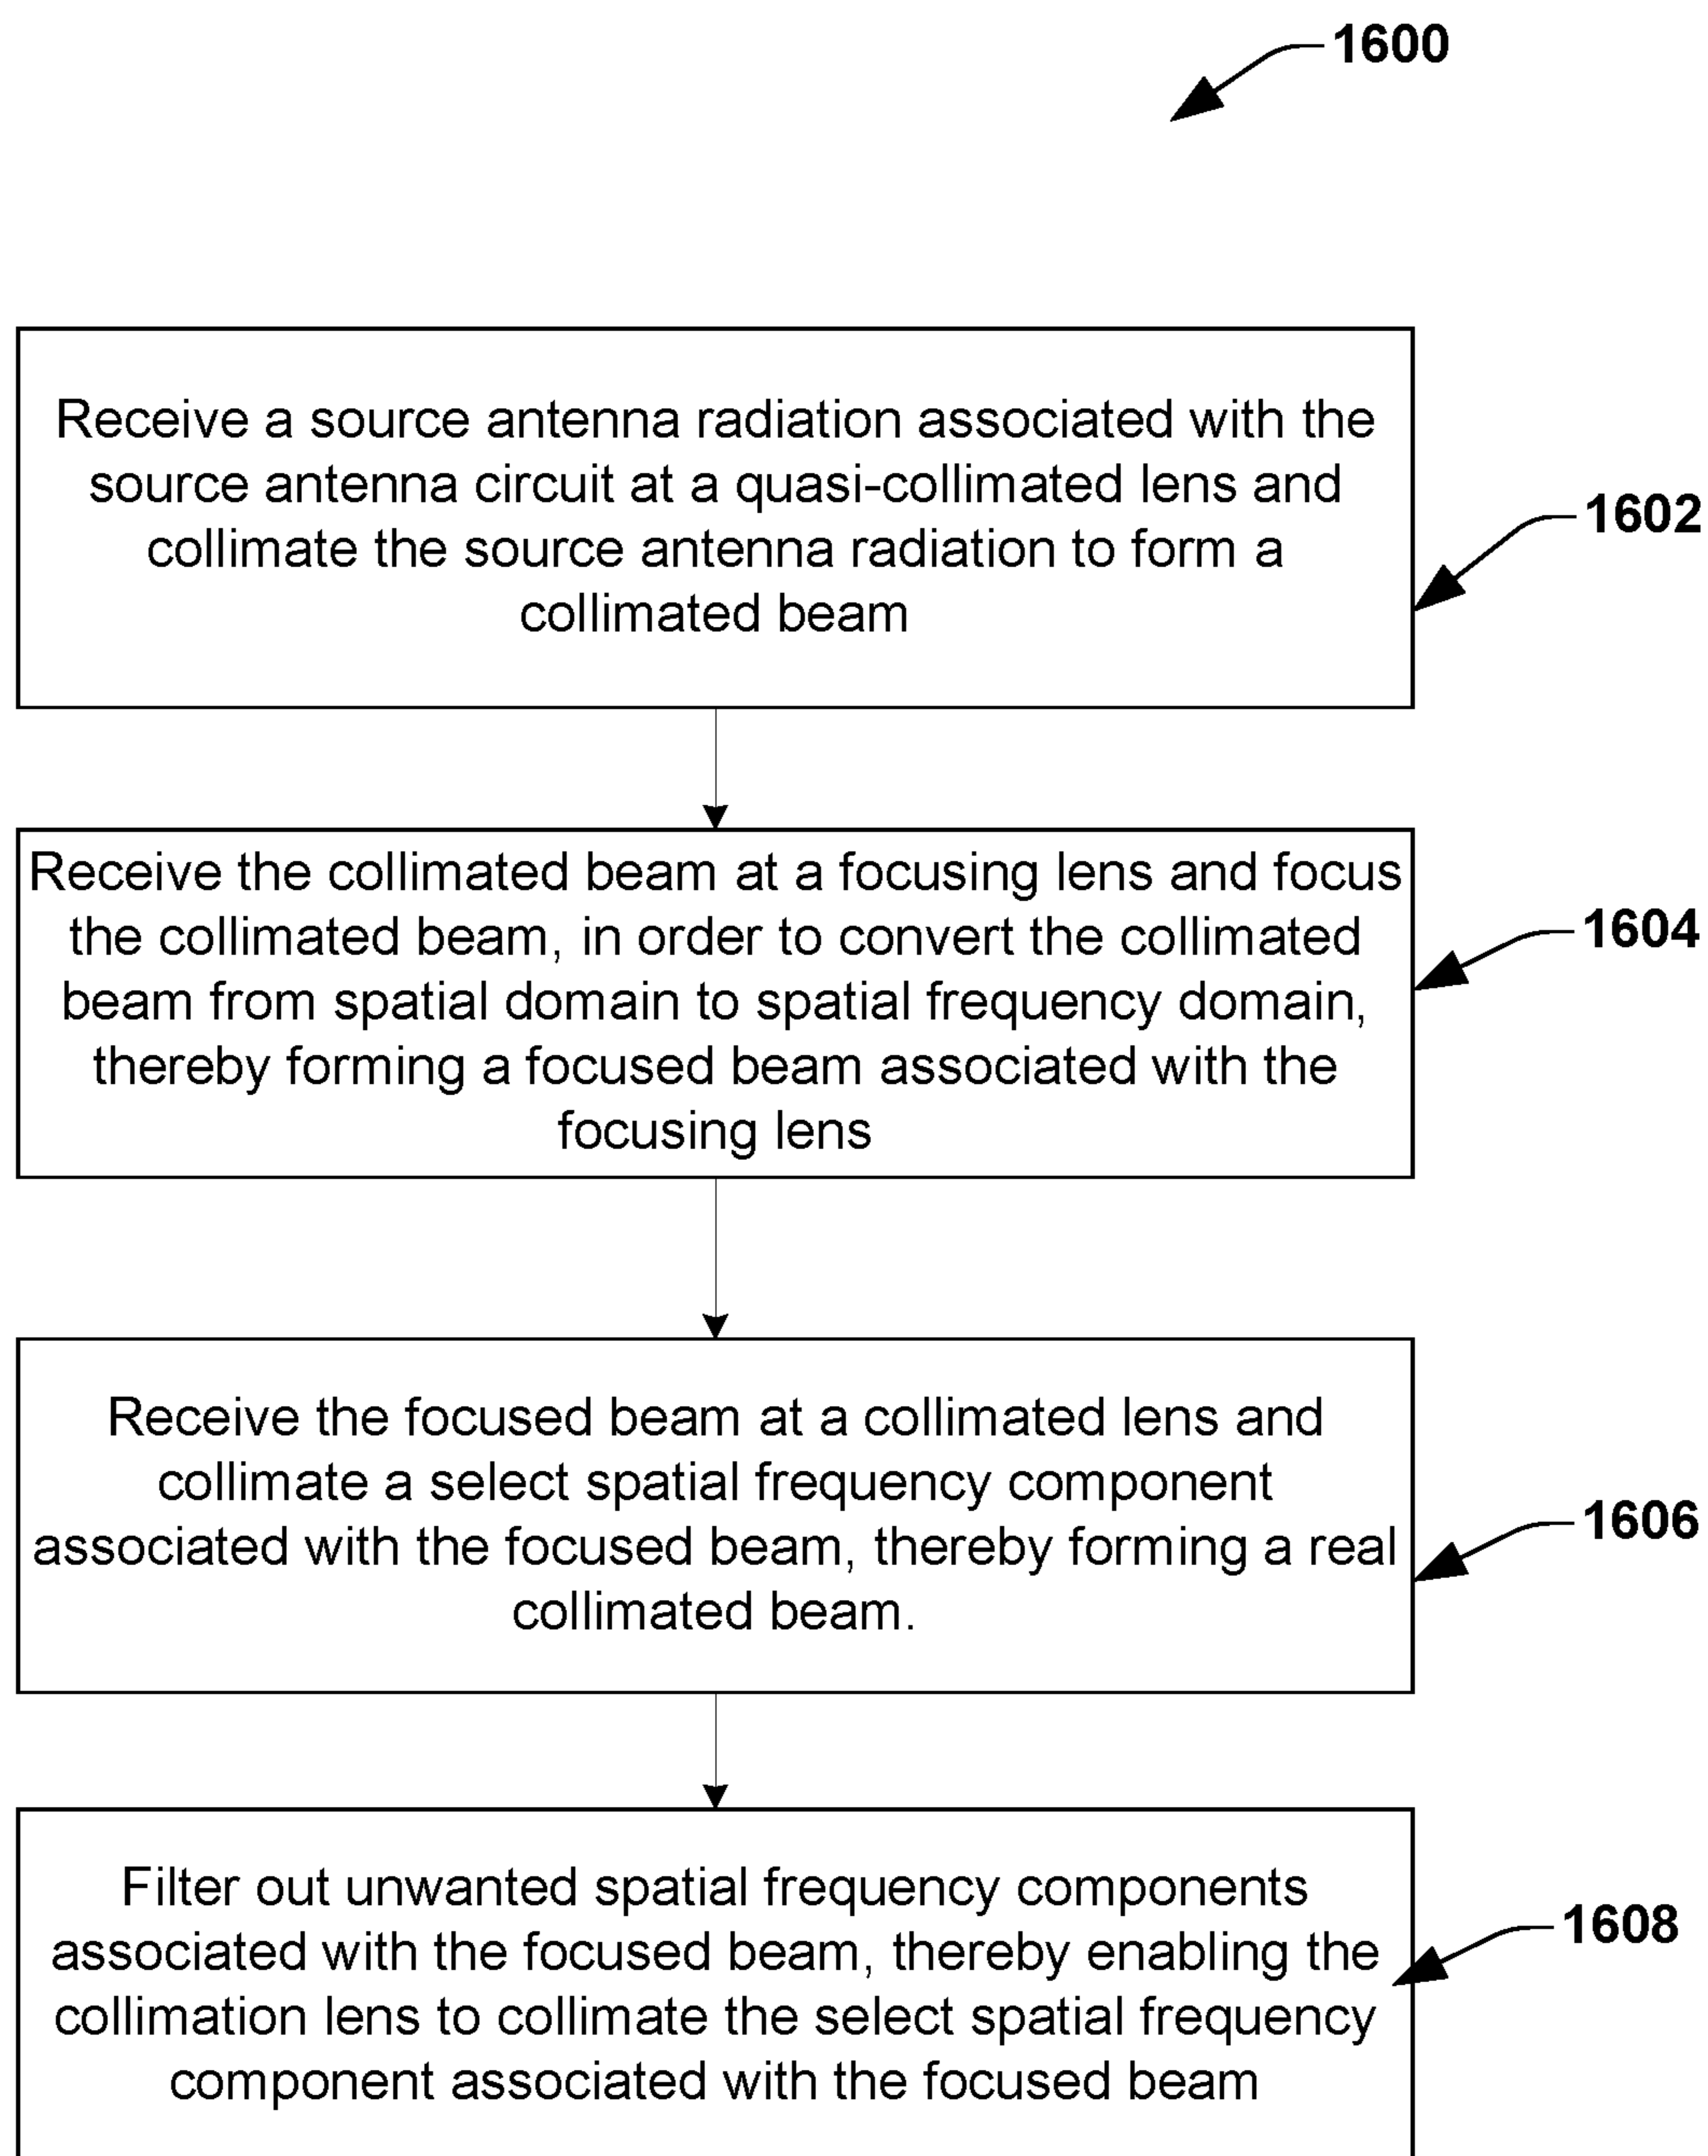 1600
Receive a source antenna radiation associated with the
source antenna circuit at a quasi-collimated lens and
collimate the source antenna radiation to form a
collimated beam
1602
Receive the collimated beam at a focusing lens and focus
the collimated beam, in order to convert the collimated
beam from spatial domain to spatial frequency domain,
thereby forming a focused beam associated with the
focusing lens
1604
Receive the focused beam at a collimated lens and
collimate a select spatial frequency component
associated with the focused beam, thereby forming a real
collimated beam.
1606
Filter out unwanted spatial frequency components
associated with the focused beam, thereby enabling the
collimation lens to collimate the select spatial frequency
component associated with the focused beam
1608